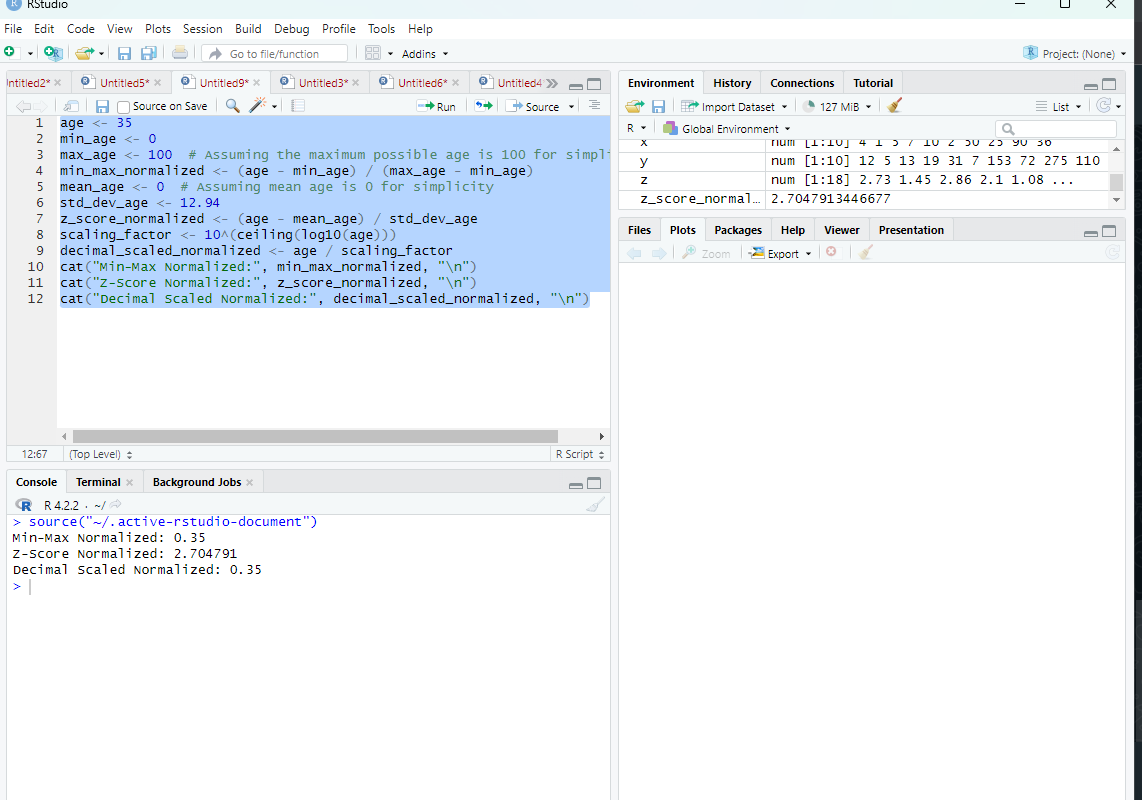 RStudio
File Edit Code View Plots Session Build Debug Profile Tools Help
Go to file/function Addins Project: (None)
Untitled2* Untitled5* Untitled9* Untitled3* Untitled6* Untitled4
Source on Save Run Source
1 age <- 35
2 min_age <- 0
3 max_age <- 100 # Assuming the maximum possible age is 100 for simpli
4 min_max_normalized <- (age - min_age) / (max_age - min_age)
5 mean_age <- 0 # Assuming mean age is 0 for simplicity
6 std_dev_age <- 12.94
7 z_score_normalized <- (age - mean_age) / std_dev_age
8 scaling_factor <- 10^(ceiling(log10(age)))
9 decimal_scaled_normalized <- age / scaling_factor
10 cat("Min-Max Normalized:", min_max_normalized, "\n")
11 cat("Z-Score Normalized:", z_score_normalized, "\n")
12 cat("Decimal Scaled Normalized:", decimal_scaled_normalized, "\n")
12:67 (Top Level) R Script
Console Terminal Background Jobs
R 4.2.2 · ~/
> source("~/.active-rstudio-document")
Min-Max Normalized: 0.35
Z-Score Normalized: 2.704791
Decimal Scaled Normalized: 0.35
>
Environment History Connections Tutorial
Import Dataset 127 MiB List
R Global Environment
x num [1:10] 4 1 5 7 10 2 50 25 90 36
y num [1:10] 12 5 13 19 31 7 153 72 275 110
z num [1:18] 2.73 1.45 2.86 2.1 1.08 ...
z_score_normal... 2.7047913446677
Files Plots Packages Help Viewer Presentation
Zoom Export